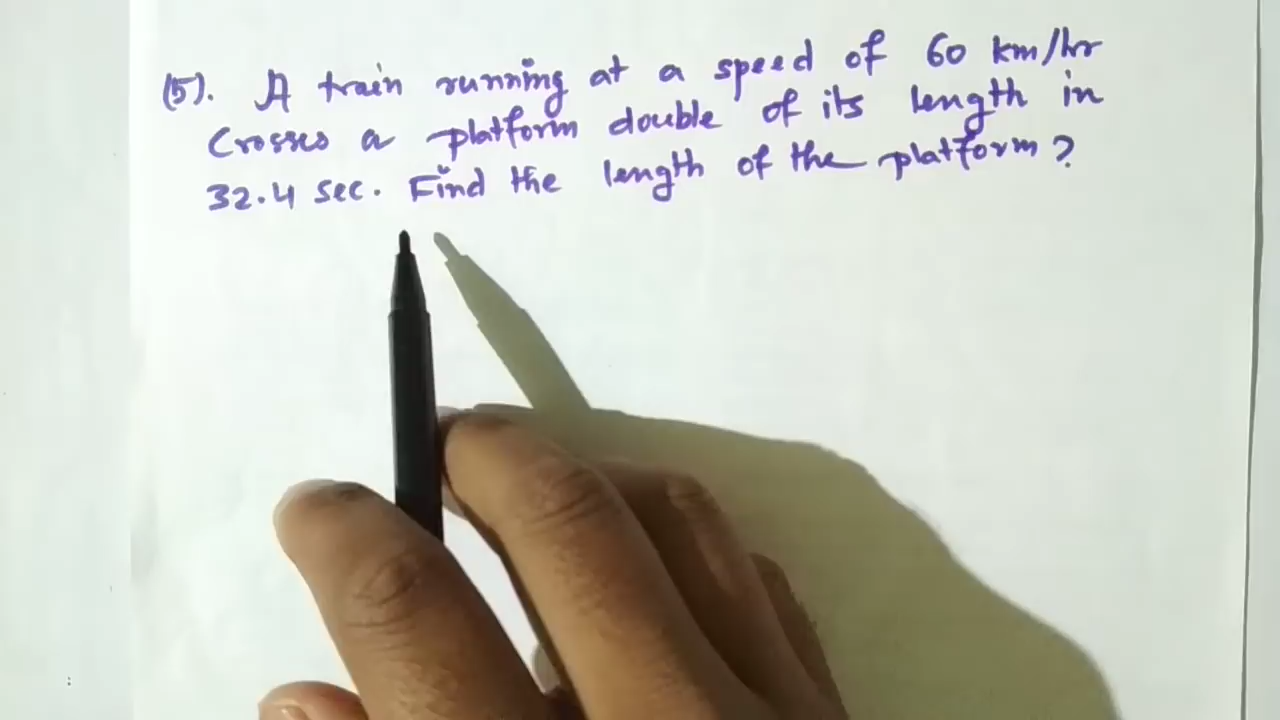 (5). A train running at a speed of 60 km/hr
Crosses a platform double of its length in
32.4 sec. Find the length of the platform?